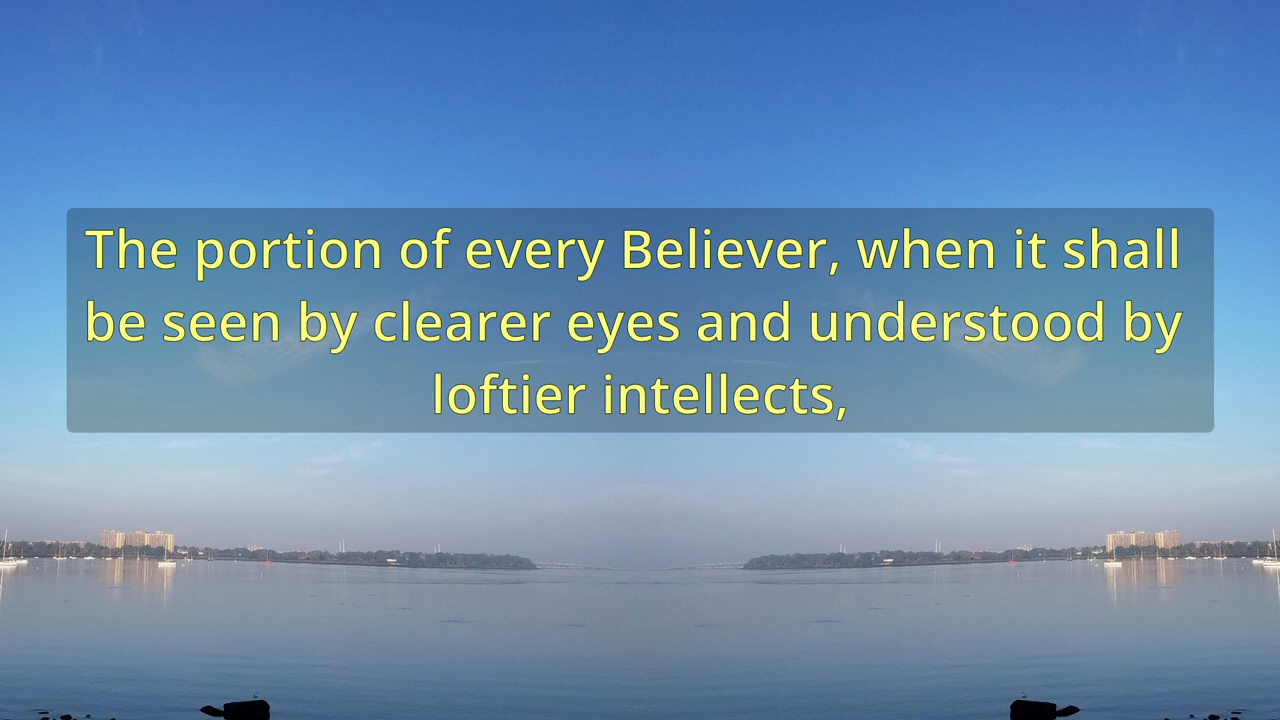 The portion of every Believer, when it shall
be seen by clearer eyes and understood by
loftier intellects,